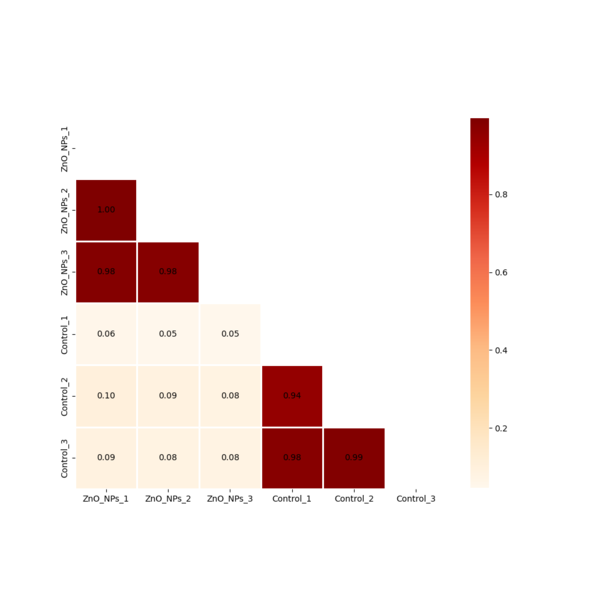 ZnO_NPs_1
ZnO_NPs_2
1.00
ZnO_NPs_3
0.98 0.98
Control_1
0.06 0.05 0.05
Control_2
0.10 0.09 0.08 0.94
Control_3
0.09 0.08 0.08 0.98 0.99
ZnO_NPs_1 ZnO_NPs_2 ZnO_NPs_3 Control_1 Control_2 Control_3
0.8
0.6
0.4
0.2